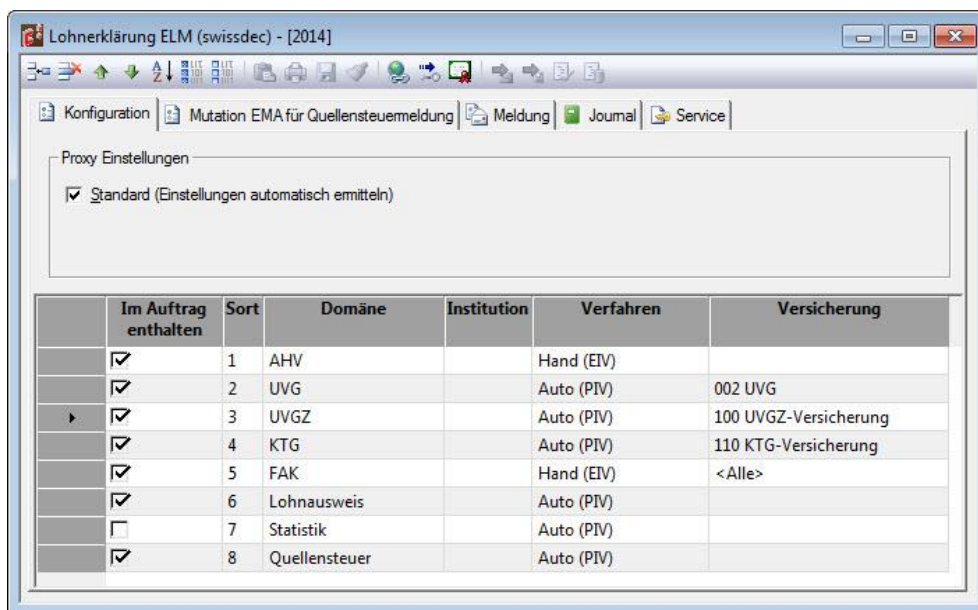 Lohnerklärung ELM (swissdec) - [2014]
Konfiguration Mutation EMA für Quellensteuermeldung Meldung Journal Service
Proxy Einstellungen
Standard (Einstellungen automatisch ermitteln)
Im Auftrag enthalten Sort Domäne Institution Verfahren Versicherung
1 AHV Hand (EIV)
2 UVG Auto (PIV) 002 UVG
3 UVGZ Auto (PIV) 100 UVGZ-Versicherung
4 KTG Auto (PIV) 110 KTG-Versicherung
5 FAK Hand (EIV) <Alle>
6 Lohnausweis Auto (PIV)
7 Statistik Auto (PIV)
8 Quellensteuer Auto (PIV)